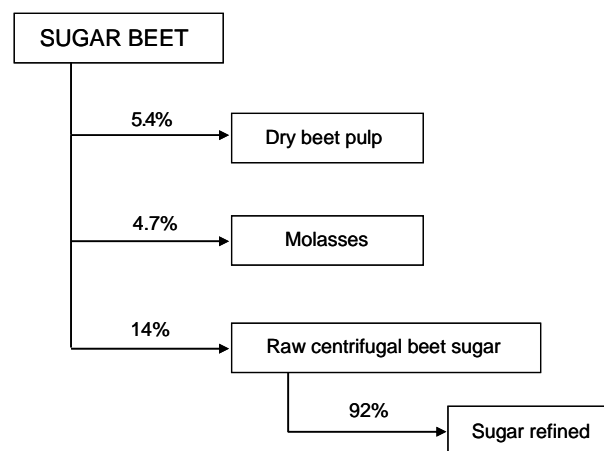 SUGAR BEET
5.4%
Dry beet pulp
4.7%
Molasses
14%
Raw centrifugal beet sugar
92%
Sugar refined